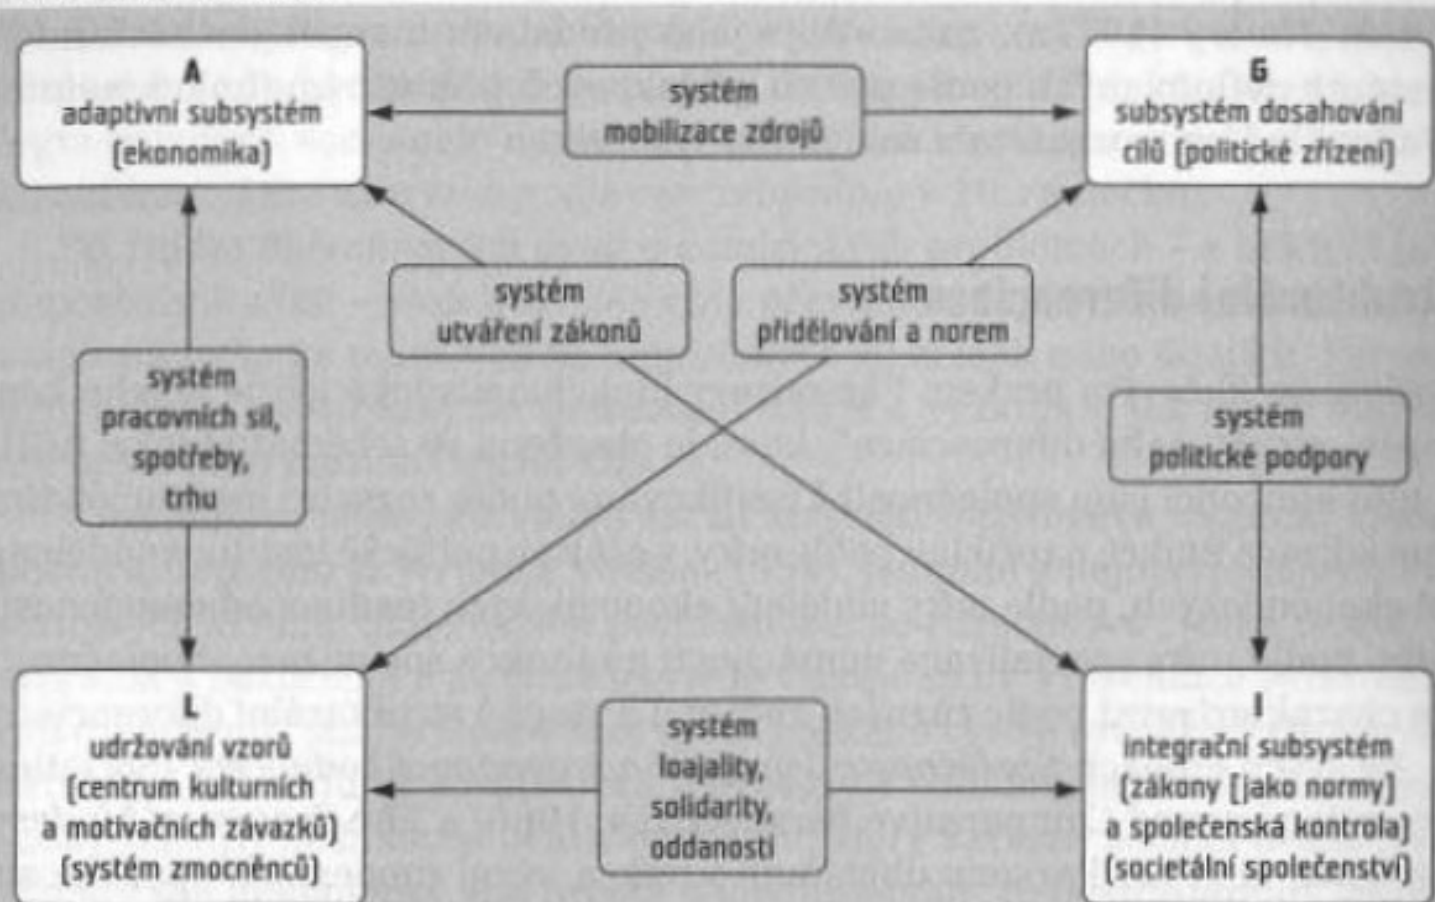 A
adaptivní subsystém
(ekonomika)
systém
mobilizace zdrojů
G
subsystém dosahování
cílů (politické zřízení)
systém
utváření zákonů
systém
přidělování a norem
systém
pracovních sil,
spotřeby,
trhu
systém
politické podpory
L
udržování vzorů
(centrum kulturních
a motivačních závazků)
(systém zmocněnců)
systém
loajality,
solidarity,
oddanosti
I
integrační subsystém
(zákony [jako normy]
a společenská kontrola)
(societální společenství)